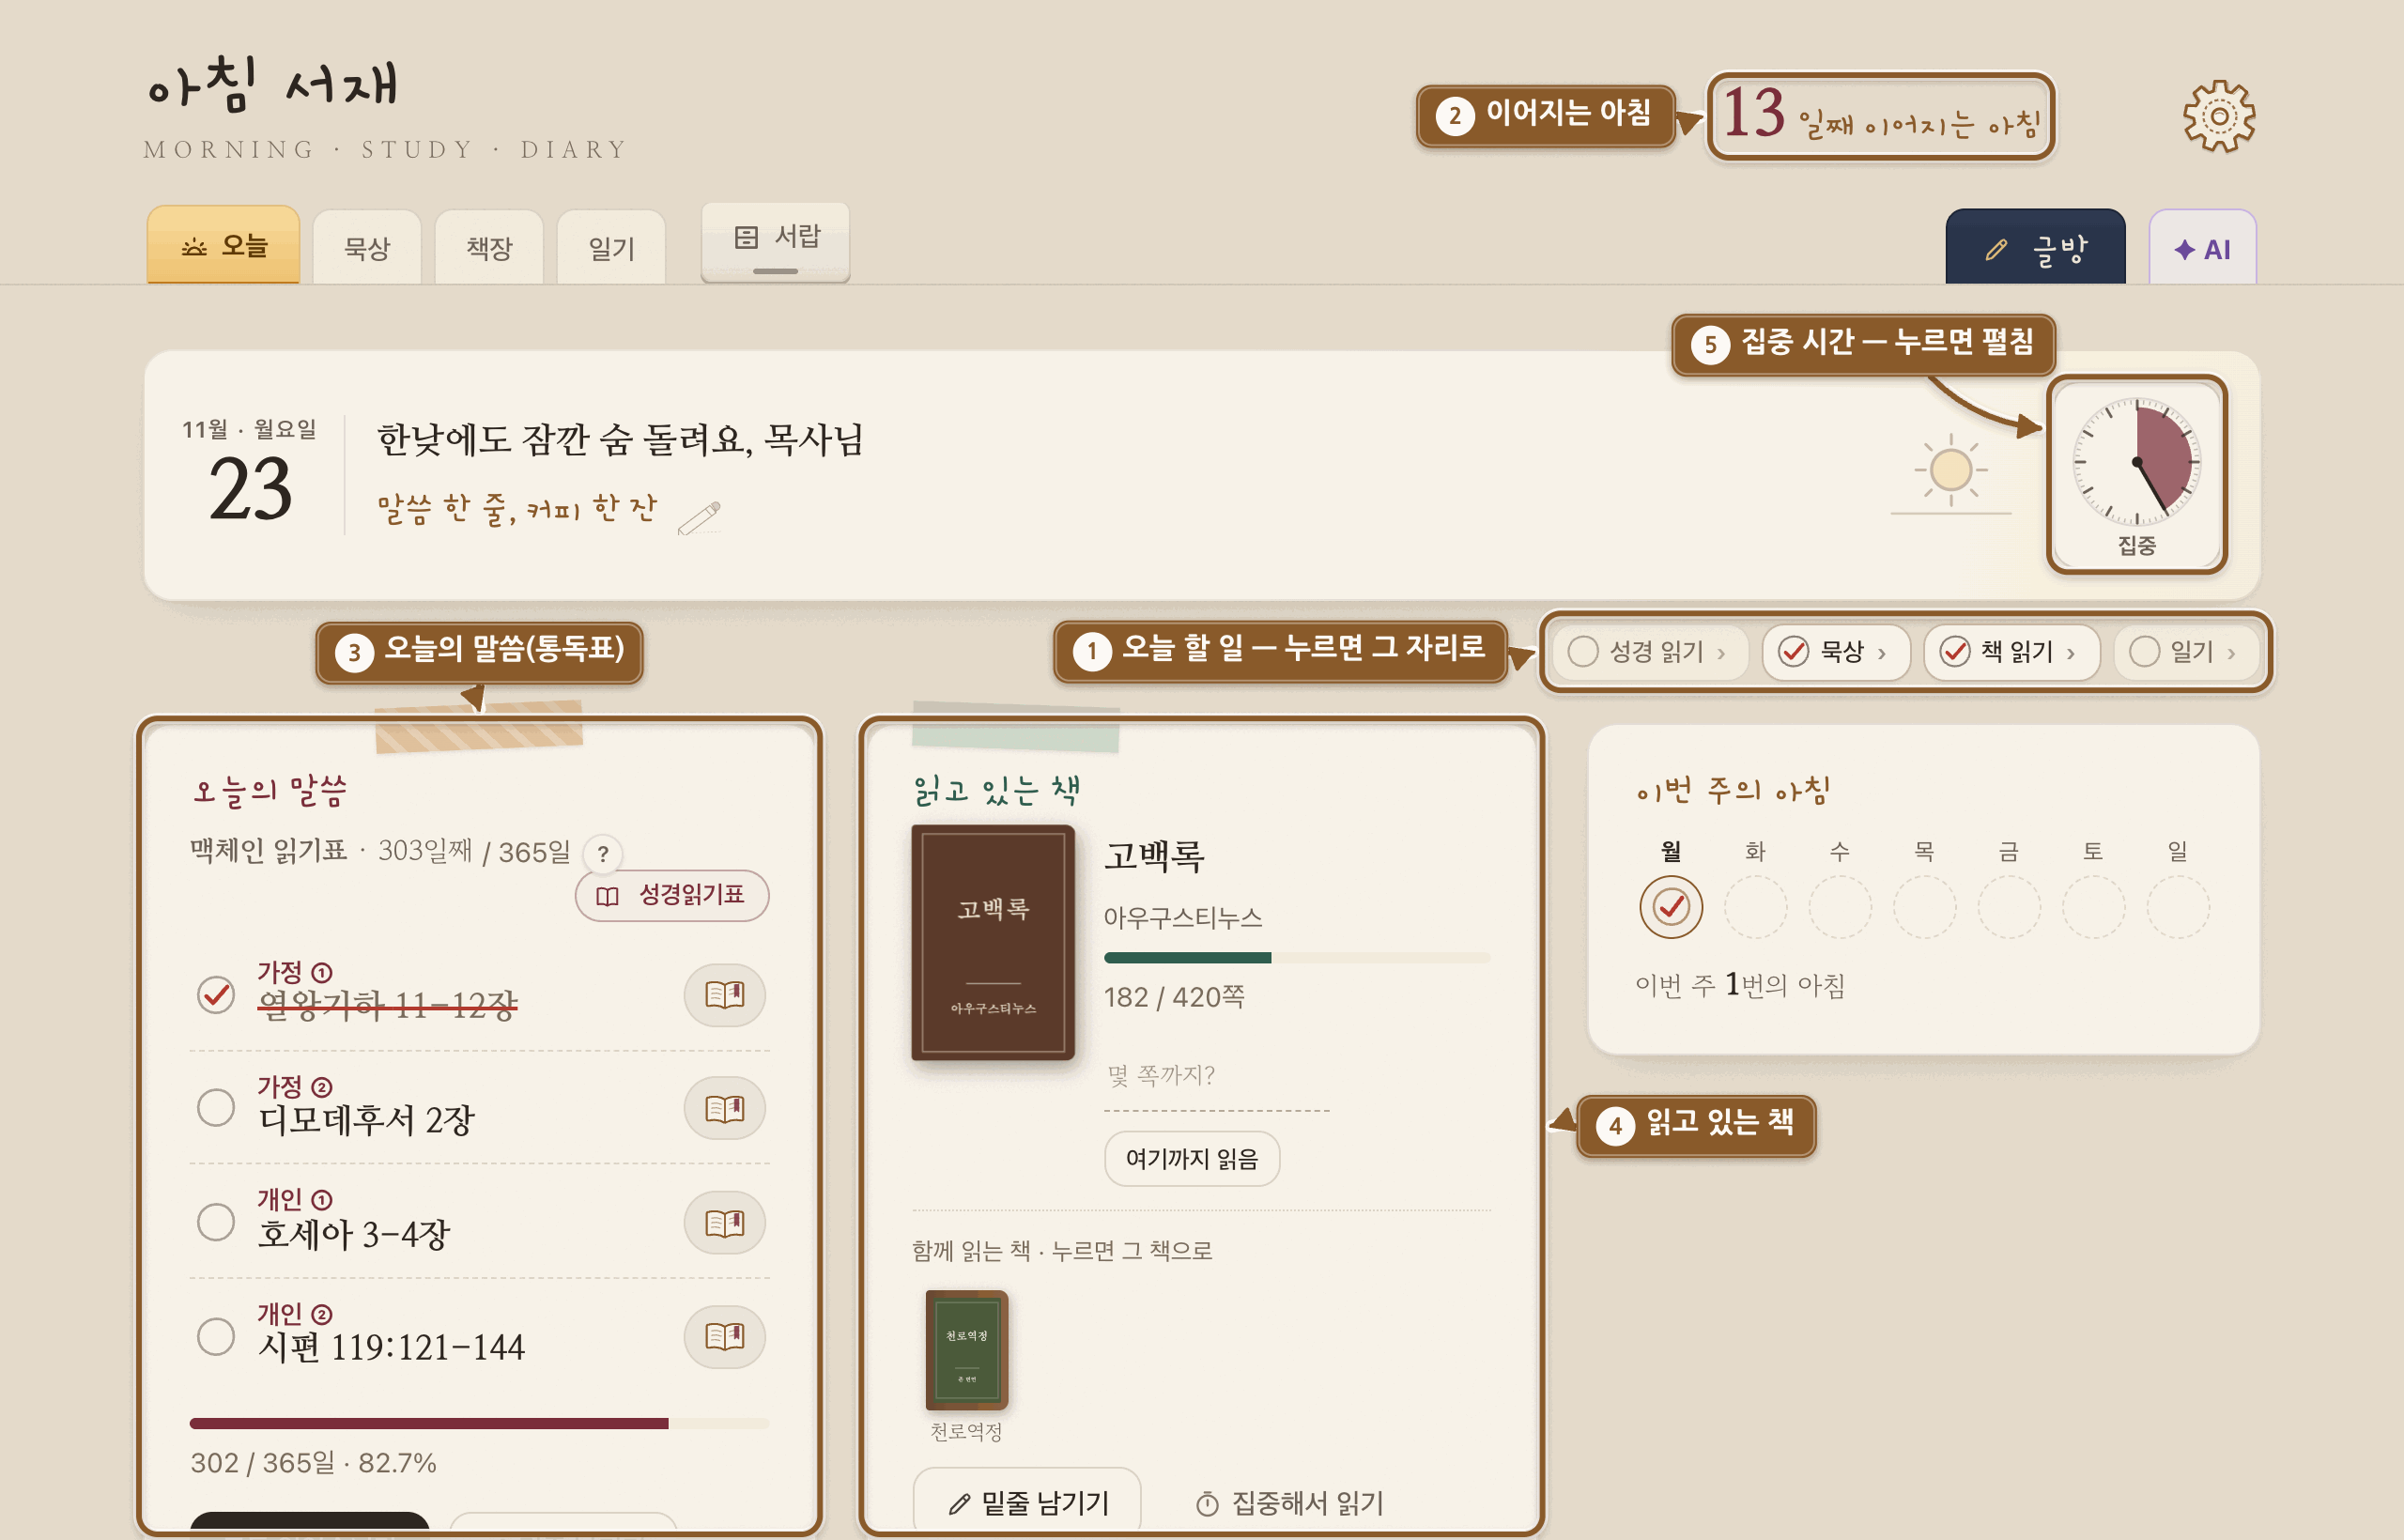 아침 서재
MORNING · STUDY · DIARY
2 이어지는 아침
13 일째 이어지는 아침
오늘
묵상
책장
일기
서랍
글방
AI
5 집중 시간 — 누르면 펼침
11월 · 월요일
23
한낮에도 잠깐 숨 돌려요, 목사님
말씀 한 줄, 커피 한 잔
집중
3 오늘의 말씀(통독표)
1 오늘 할 일 — 누르면 그 자리로
성경 읽기 ›
묵상 ›
책 읽기 ›
일기 ›
오늘의 말씀
맥체인 읽기표 · 303일째 / 365일 ?
성경읽기표
가정 ①
열왕기하 11–12장
가정 ②
디모데후서 2장
개인 ①
호세아 3–4장
개인 ②
시편 119:121–144
302 / 365일 · 82.7%
읽고 있는 책
고백록
아우구스티누스
고백록
아우구스티누스
182 / 420쪽
몇 쪽까지?
여기까지 읽음
함께 읽는 책 · 누르면 그 책으로
천로역정
존 번연
천로역정
밑줄 남기기
집중해서 읽기
이번 주의 아침
월 화 수 목 금 토 일
이번 주 1번의 아침
4 읽고 있는 책